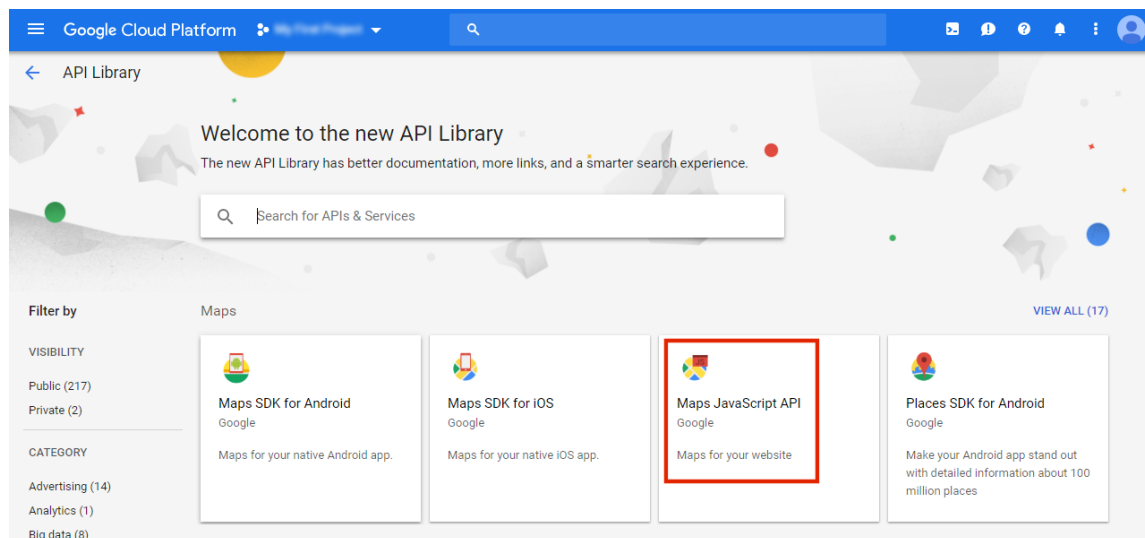 Google Cloud Platform
API Library
Welcome to the new API Library
The new API Library has better documentation, more links, and a smarter search experience.
Search for APIs & Services
Filter by
VISIBILITY
Public (217)
Private (2)
CATEGORY
Advertising (14)
Analytics (1)
Big data (8)
Maps
VIEW ALL (17)
Maps SDK for Android
Google
Maps for your native Android app.
Maps SDK for iOS
Google
Maps for your native iOS app.
Maps JavaScript API
Google
Maps for your website
Places SDK for Android
Google
Make your Android app stand out
with detailed information about 100
million places